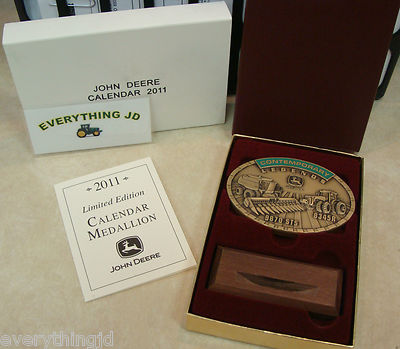 JOHN DEERE
CALENDAR 2011
EVERYTHING JD
2011
Limited Edition
CALENDAR
MEDALLION
JOHN DEERE
CONTEMPORARY
LEGENDS
9870 STS
8345R
everythingjd